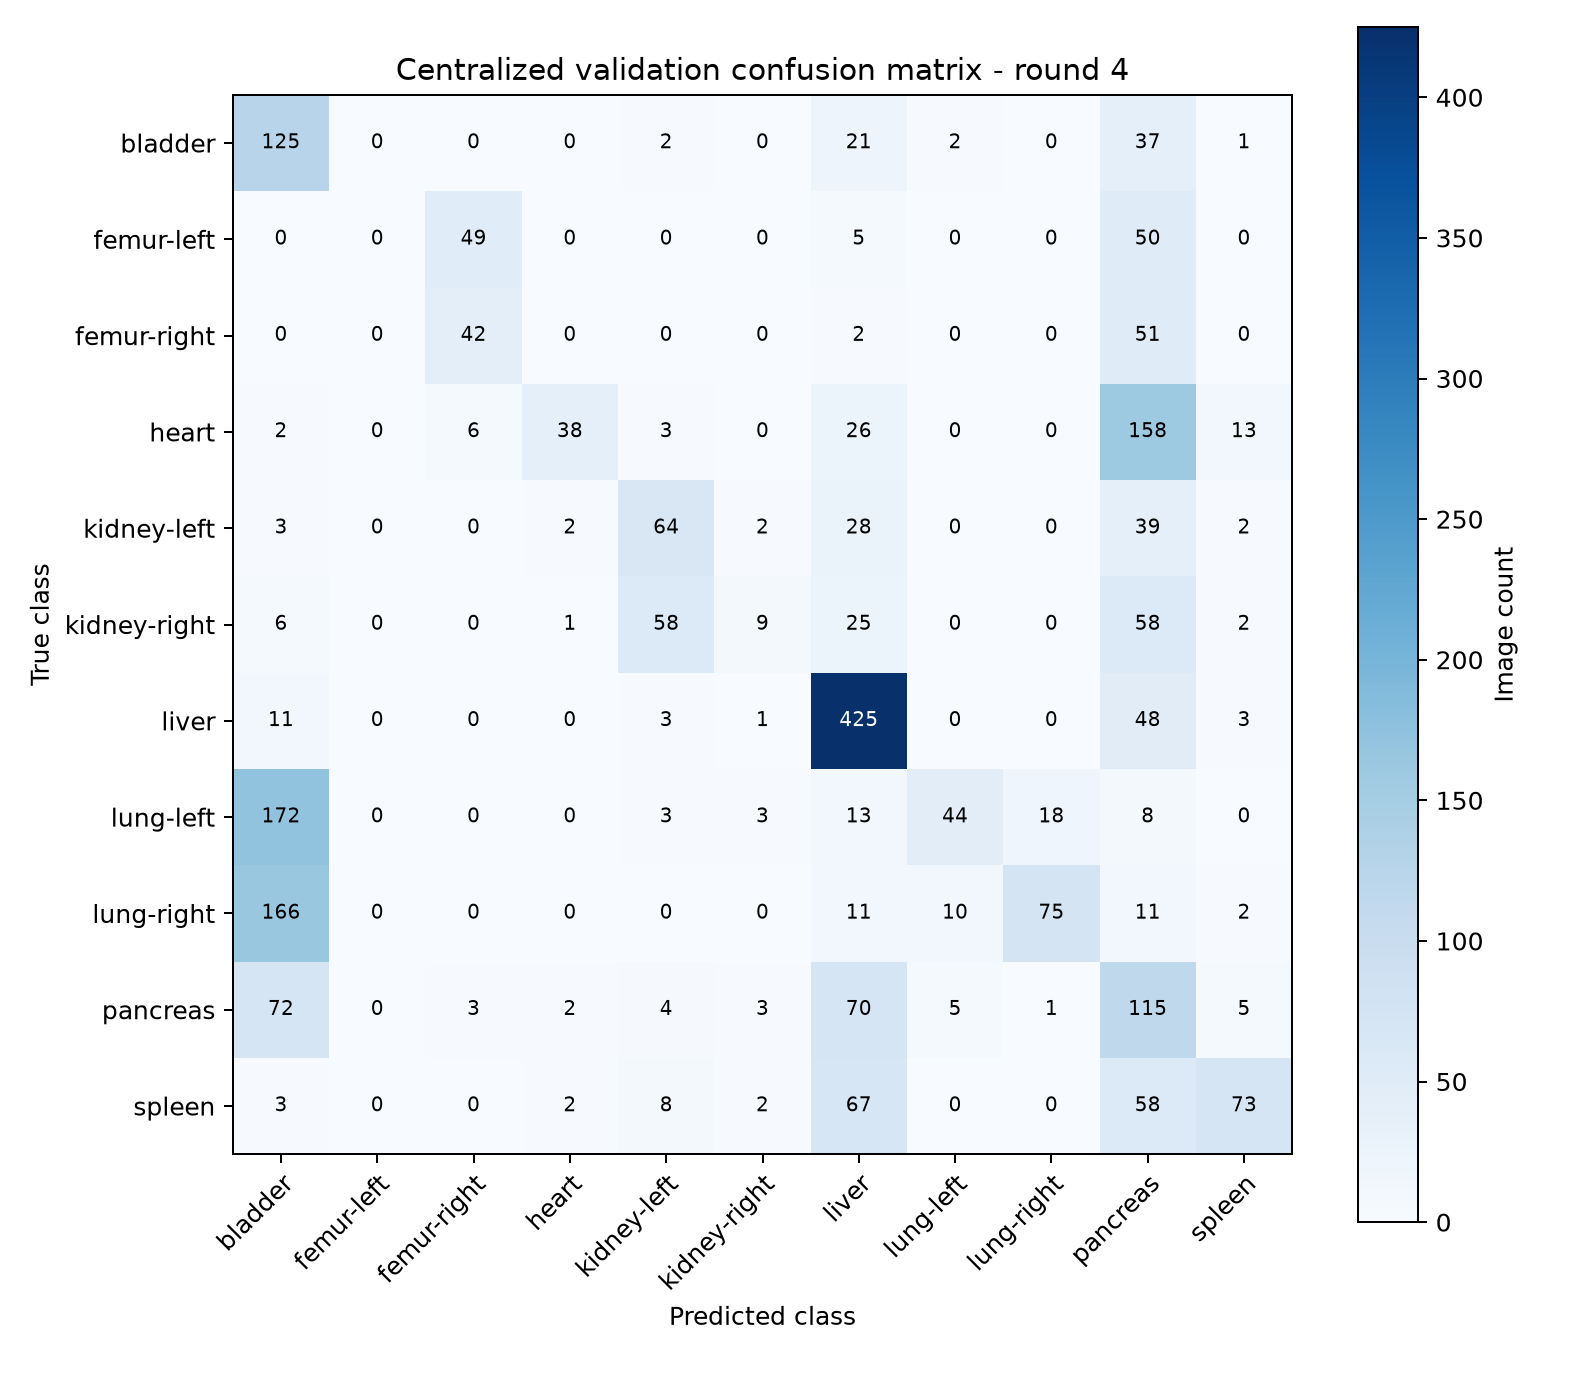 Centralized validation confusion matrix - round 4
bladder 125 0 0 0 2 0 21 2 0 37 1
femur-left 0 0 49 0 0 0 5 0 0 50 0
femur-right 0 0 42 0 0 0 2 0 0 51 0
heart 2 0 6 38 3 0 26 0 0 158 13
kidney-left 3 0 0 2 64 2 28 0 0 39 2
kidney-right 6 0 0 1 58 9 25 0 0 58 2
liver 11 0 0 0 3 1 425 0 0 48 3
lung-left 172 0 0 0 3 3 13 44 18 8 0
lung-right 166 0 0 0 0 0 11 10 75 11 2
pancreas 72 0 3 2 4 3 70 5 1 115 5
spleen 3 0 0 2 8 2 67 0 0 58 73
bladder femur-left femur-right heart kidney-left kidney-right liver lung-left lung-right pancreas spleen
Predicted class
True class
400
350
300
250
200
150
100
50
0
Image count